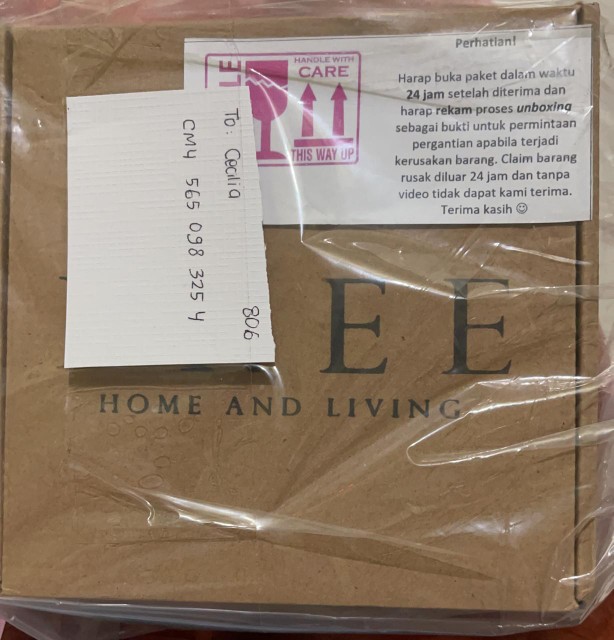 Perhatian!
Harap buka paket dalam waktu
24 jam setelah diterima dan
harap rekam proses unboxing
sebagai bukti untuk permintaan
pergantian apabila terjadi
kerusakan barang. Claim barang
rusak diluar 24 jam dan tanpa
video tidak dapat kami terima.
Terima kasih ☺
HANDLE WITH
CARE
THIS WAY UP
To: Cecilia
CM4 565 098 325 4
806
EE
HOME AND LIVING